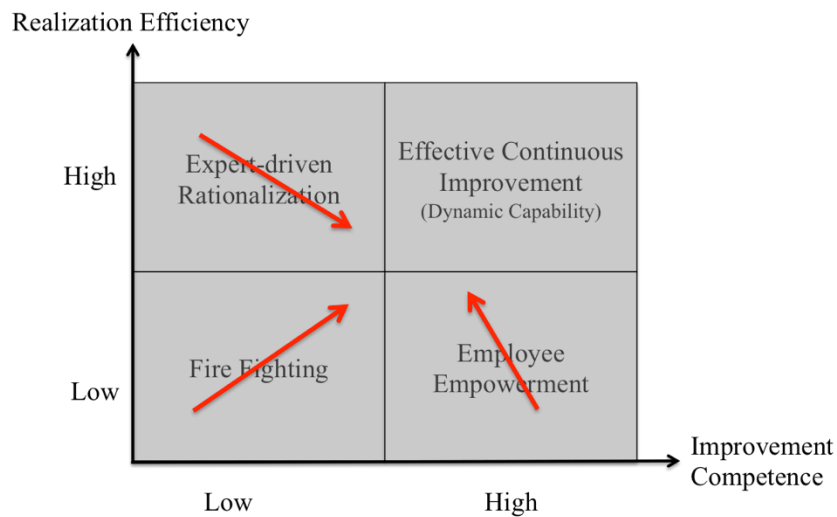 Realization Efficiency
High
Expert-driven
Rationalization
Effective Continuous
Improvement
(Dynamic Capability)
Low
Fire Fighting
Employee
Empowerment
Improvement
Competence
Low
High